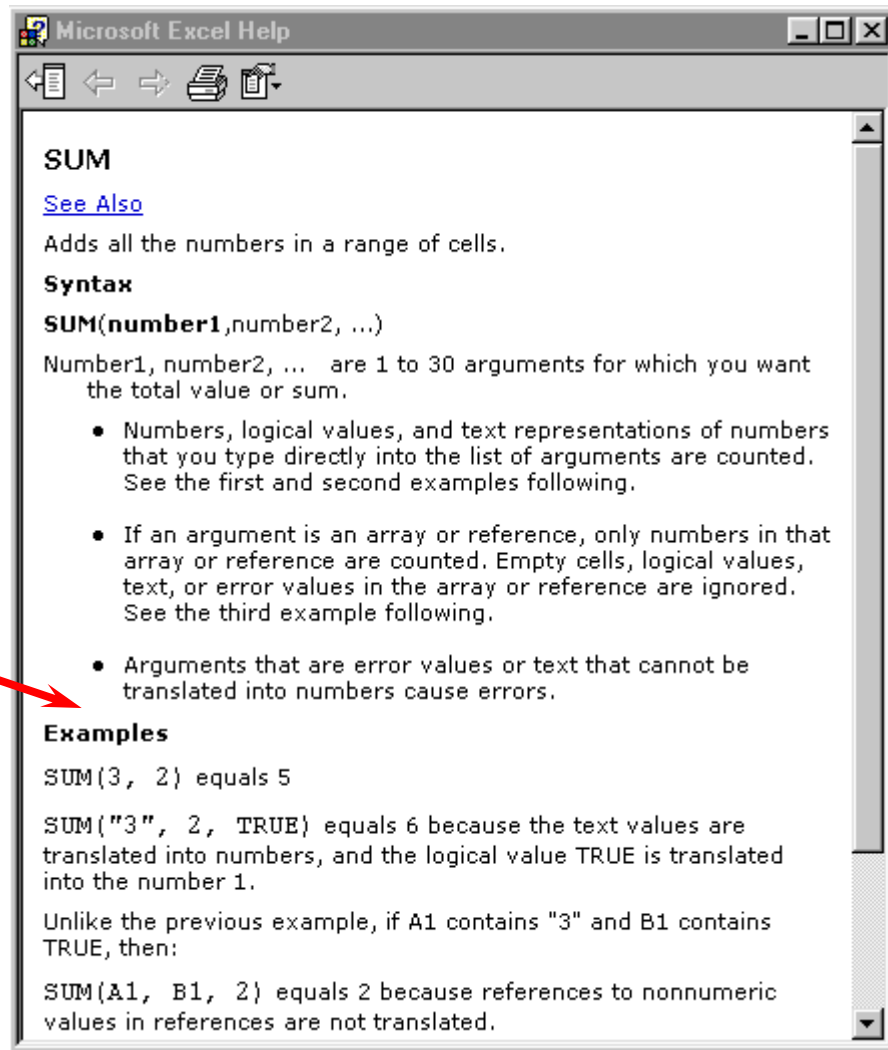 Microsoft Excel Help
SUM
See Also
Adds all the numbers in a range of cells.
Syntax
SUM(number1,number2, ...)
Number1, number2, ... are 1 to 30 arguments for which you want
the total value or sum.
• Numbers, logical values, and text representations of numbers
that you type directly into the list of arguments are counted.
See the first and second examples following.
• If an argument is an array or reference, only numbers in that
array or reference are counted. Empty cells, logical values,
text, or error values in the array or reference are ignored.
See the third example following.
• Arguments that are error values or text that cannot be
translated into numbers cause errors.
Examples
SUM(3, 2) equals 5
SUM("3", 2, TRUE) equals 6 because the text values are
translated into numbers, and the logical value TRUE is translated
into the number 1.
Unlike the previous example, if A1 contains "3" and B1 contains
TRUE, then:
SUM(A1, B1, 2) equals 2 because references to nonnumeric
values in references are not translated.